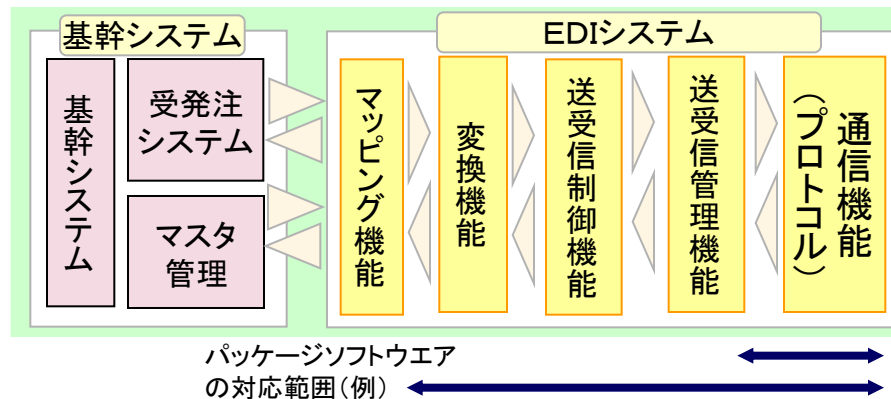 基幹システム
EDIシステム
基幹システム
受発注
システム
マスタ
管理
マッピング機能
変換機能
送受信制御機能
送受信管理機能
通信機能
（プロトコル）
パッケージソフトウエア
の対応範囲（例）